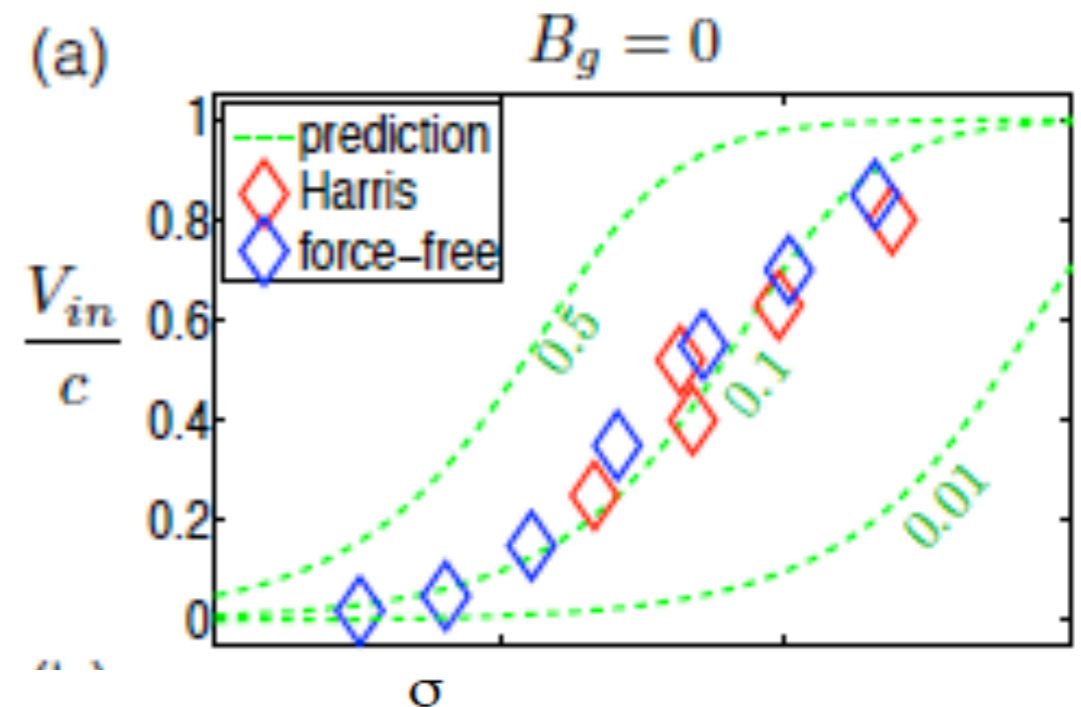 (a)
B_g = 0
1
0.8
0.6
0.4
0.2
0
V_in
c
prediction
Harris
force-free
0.5
0.1
0.01
σ